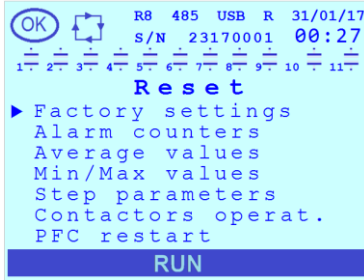 OK R8 485 USB R 31/01/17
S/N 23170001 00:27
1 2 3 4 5 6 7 8 9 10 11
Reset
Factory settings
Alarm counters
Average values
Min/Max values
Step parameters
Contactors operat.
PFC restart
RUN